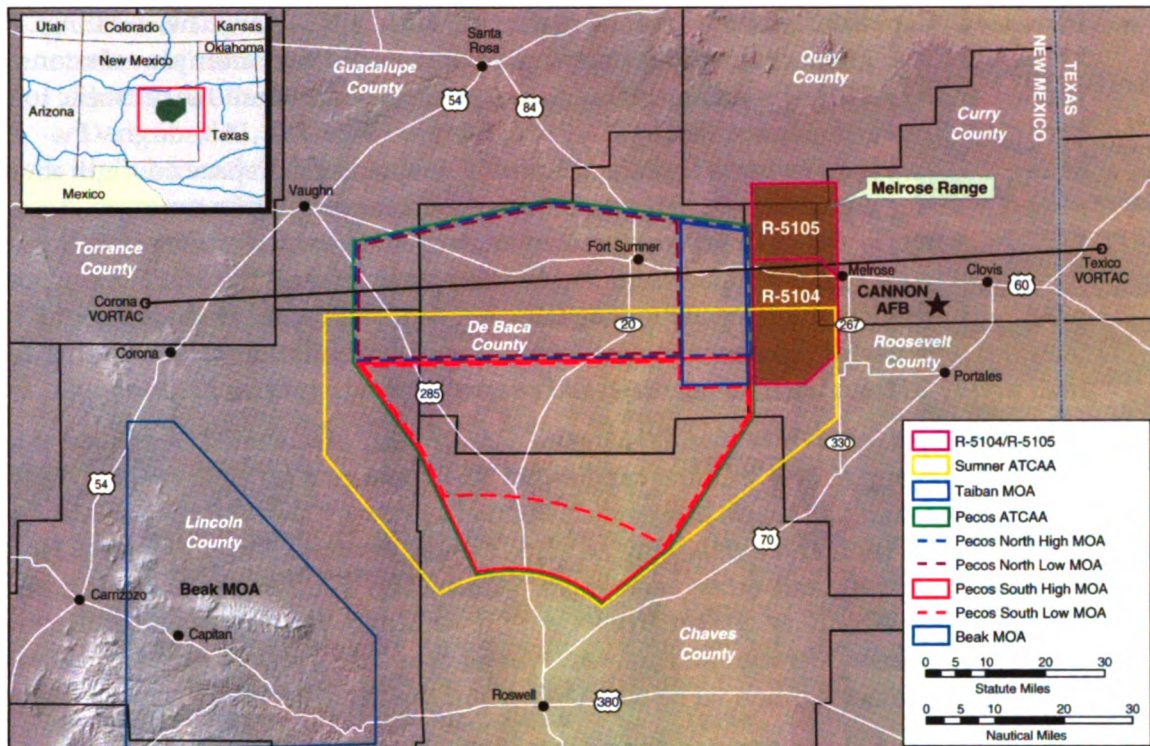 Utah
Colorado
Kansas
Oklahoma
New Mexico
Arizona
Texas
Mexico
Santa
Rosa
Guadalupe
County
54
84
Quay
County
Curry
County
NEW MEXICO
TEXAS
Vaughn
Melrose Range
R-5105
Torrance
County
Fort Sumner
Melrose
Clovis
Texico
VORTAC
Corona
VORTAC
R-5104
CANNON
AFB
60
De Baca
County
20
267
Roosevelt
County
Corona
Portales
285
330
54
Lincoln
County
Beak MOA
70
Carrizozo
Capitan
Chaves
County
Roswell
380
R-5104/R-5105
Sumner ATCAA
Taiban MOA
Pecos ATCAA
Pecos North High MOA
Pecos North Low MOA
Pecos South High MOA
Pecos South Low MOA
Beak MOA
0 5 10 20 30
Statute Miles
0 5 10 20 30
Nautical Miles